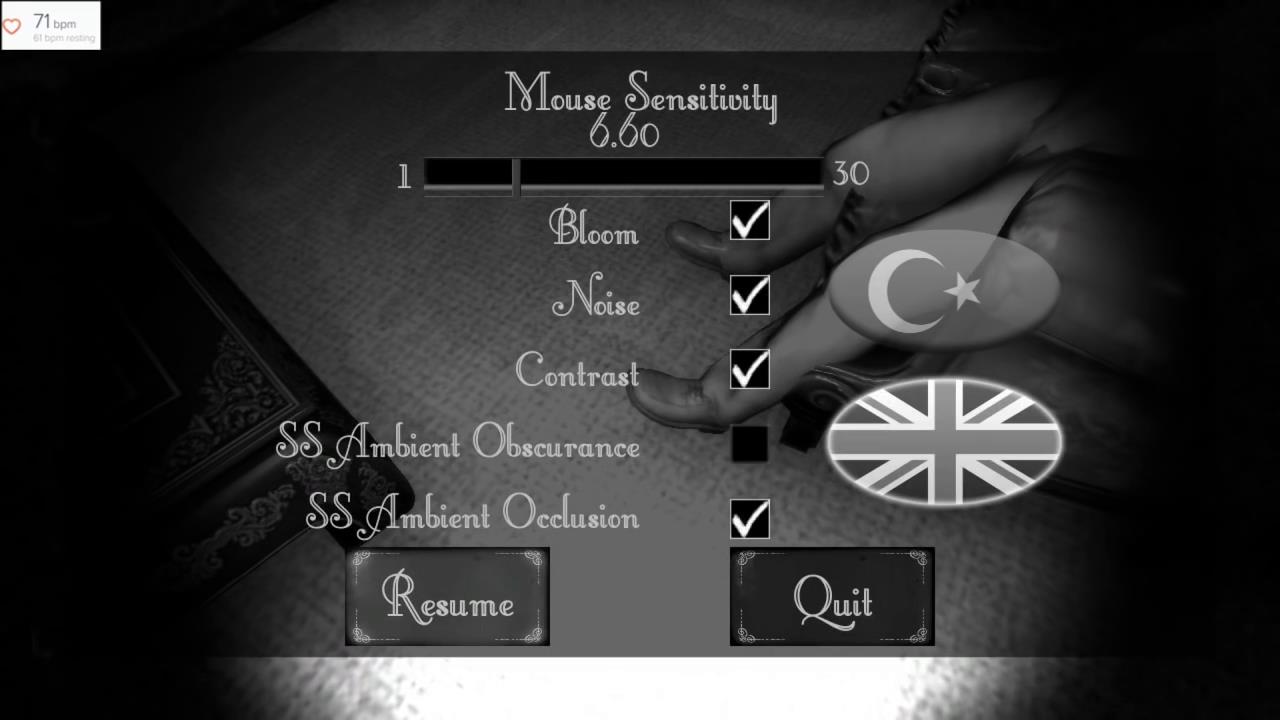 71 bpm
61 bpm resting
Mouse Sensitivity
6.60
1
30
Bloom
Noise
Contrast
SS Ambient Obscurance
SS Ambient Occlusion
Resume
Quit